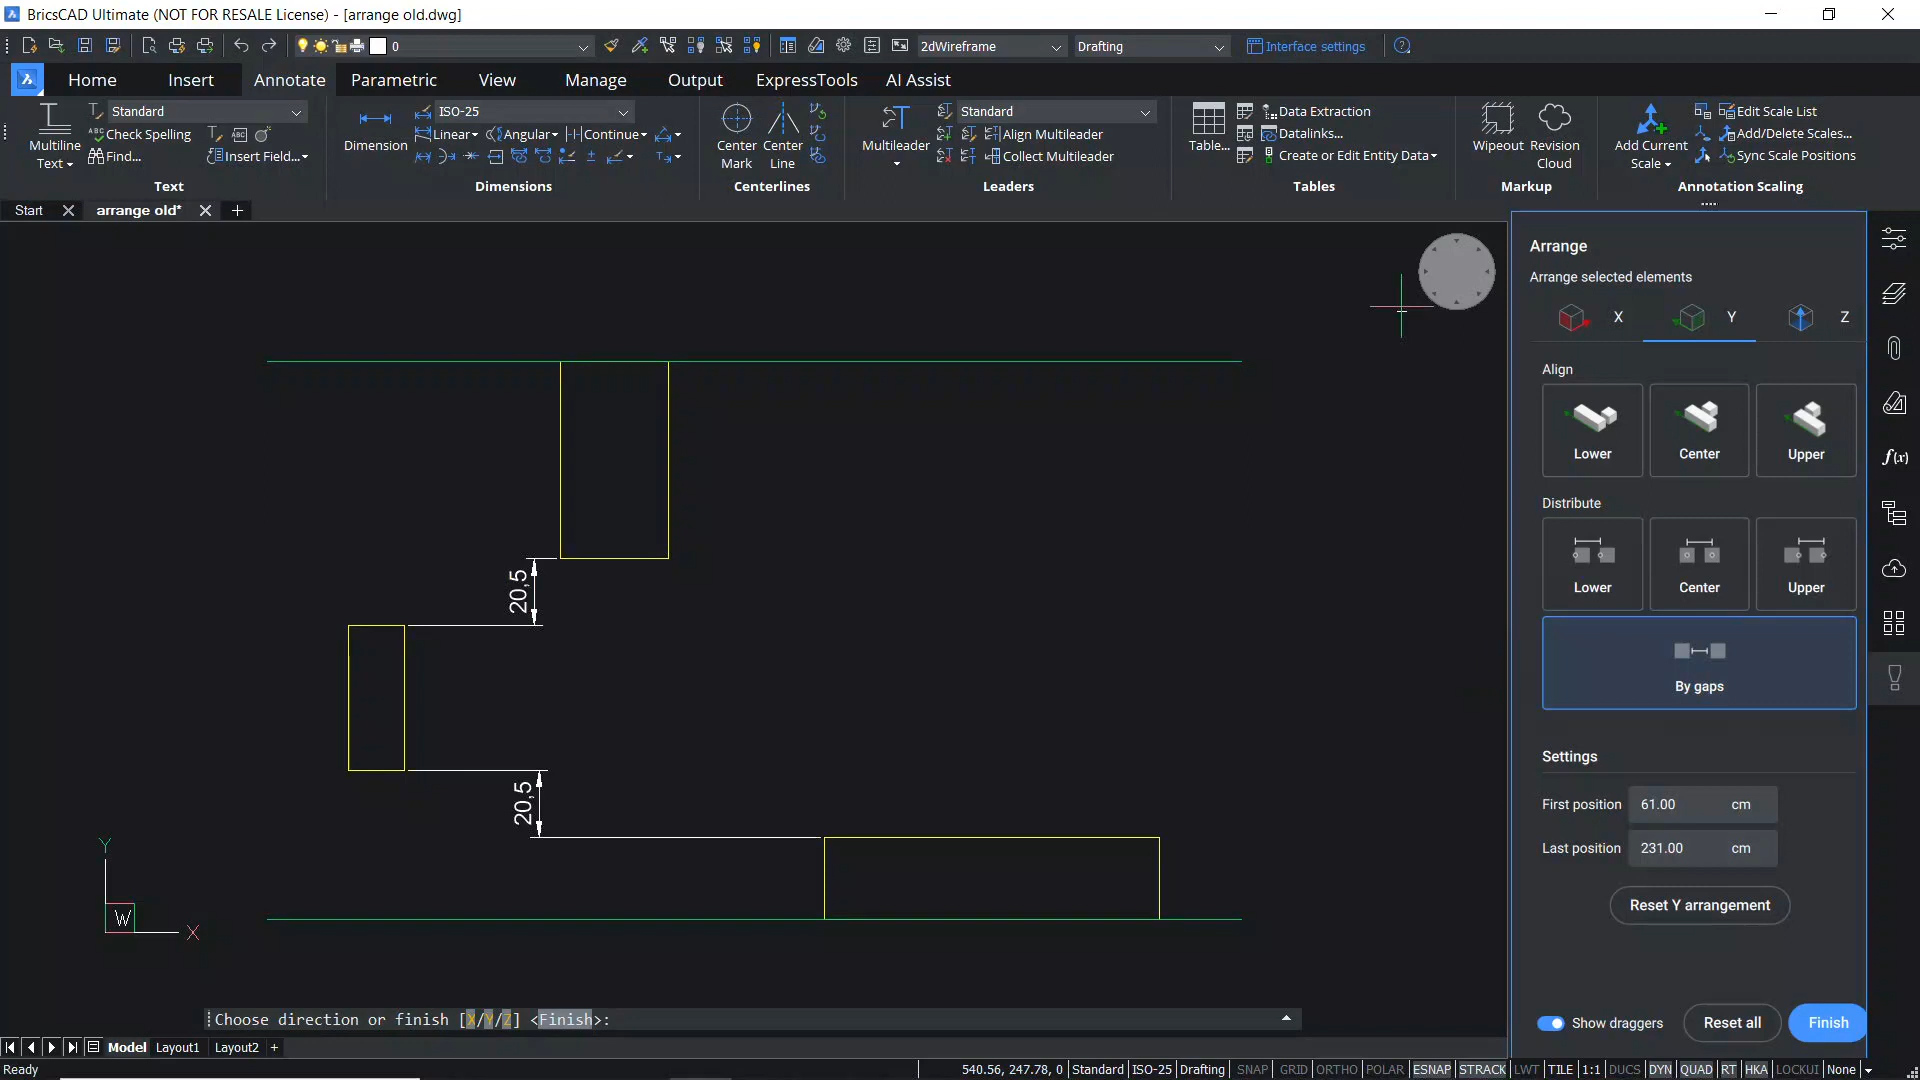 BricsCAD Ultimate (NOT FOR RESALE License) - [arrange old.dwg]
0
2dWireframe
Drafting
Interface settings
Home Insert Annotate Parametric View Manage Output ExpressTools AI Assist
Multiline Text
Standard
Check Spelling
Find...
Insert Field...
Text
Dimension
ISO-25
Linear Angular Continue
Dimensions
Center Mark
Center Line
Centerlines
Multileader
Standard
Align Multileader
Collect Multileader
Leaders
Table...
Data Extraction
Datalinks...
Create or Edit Entity Data
Tables
Wipeout
Revision Cloud
Markup
Add Current Scale
Edit Scale List
Add/Delete Scales...
Sync Scale Positions
Annotation Scaling
Start arrange old*
20,5
20,5
Y
W
X
Arrange
Arrange selected elements
X Y Z
Align
Lower Center Upper
Distribute
Lower Center Upper
By gaps
Settings
First position 61.00 cm
Last position 231.00 cm
Reset Y arrangement
Show draggers Reset all Finish
f(x)
Choose direction or finish [X/Y/Z] <Finish>:
Model Layout1 Layout2 +
Ready
540.56, 247.78, 0 Standard ISO-25 Drafting SNAP GRID ORTHO POLAR ESNAP STRACK LWT TILE 1:1 DUCS DYN QUAD RT HKA LOCKUI None